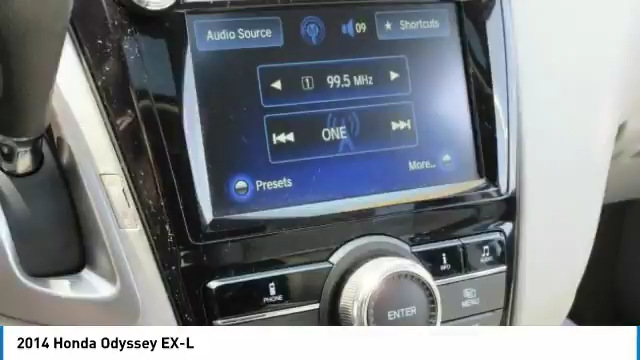 Audio Source
09
★ Shortcuts
◄ 1 99.5 MHz ►
ONE
Presets
More..
PHONE
INFO
AUDIO
MENU
ENTER
2014 Honda Odyssey EX-L